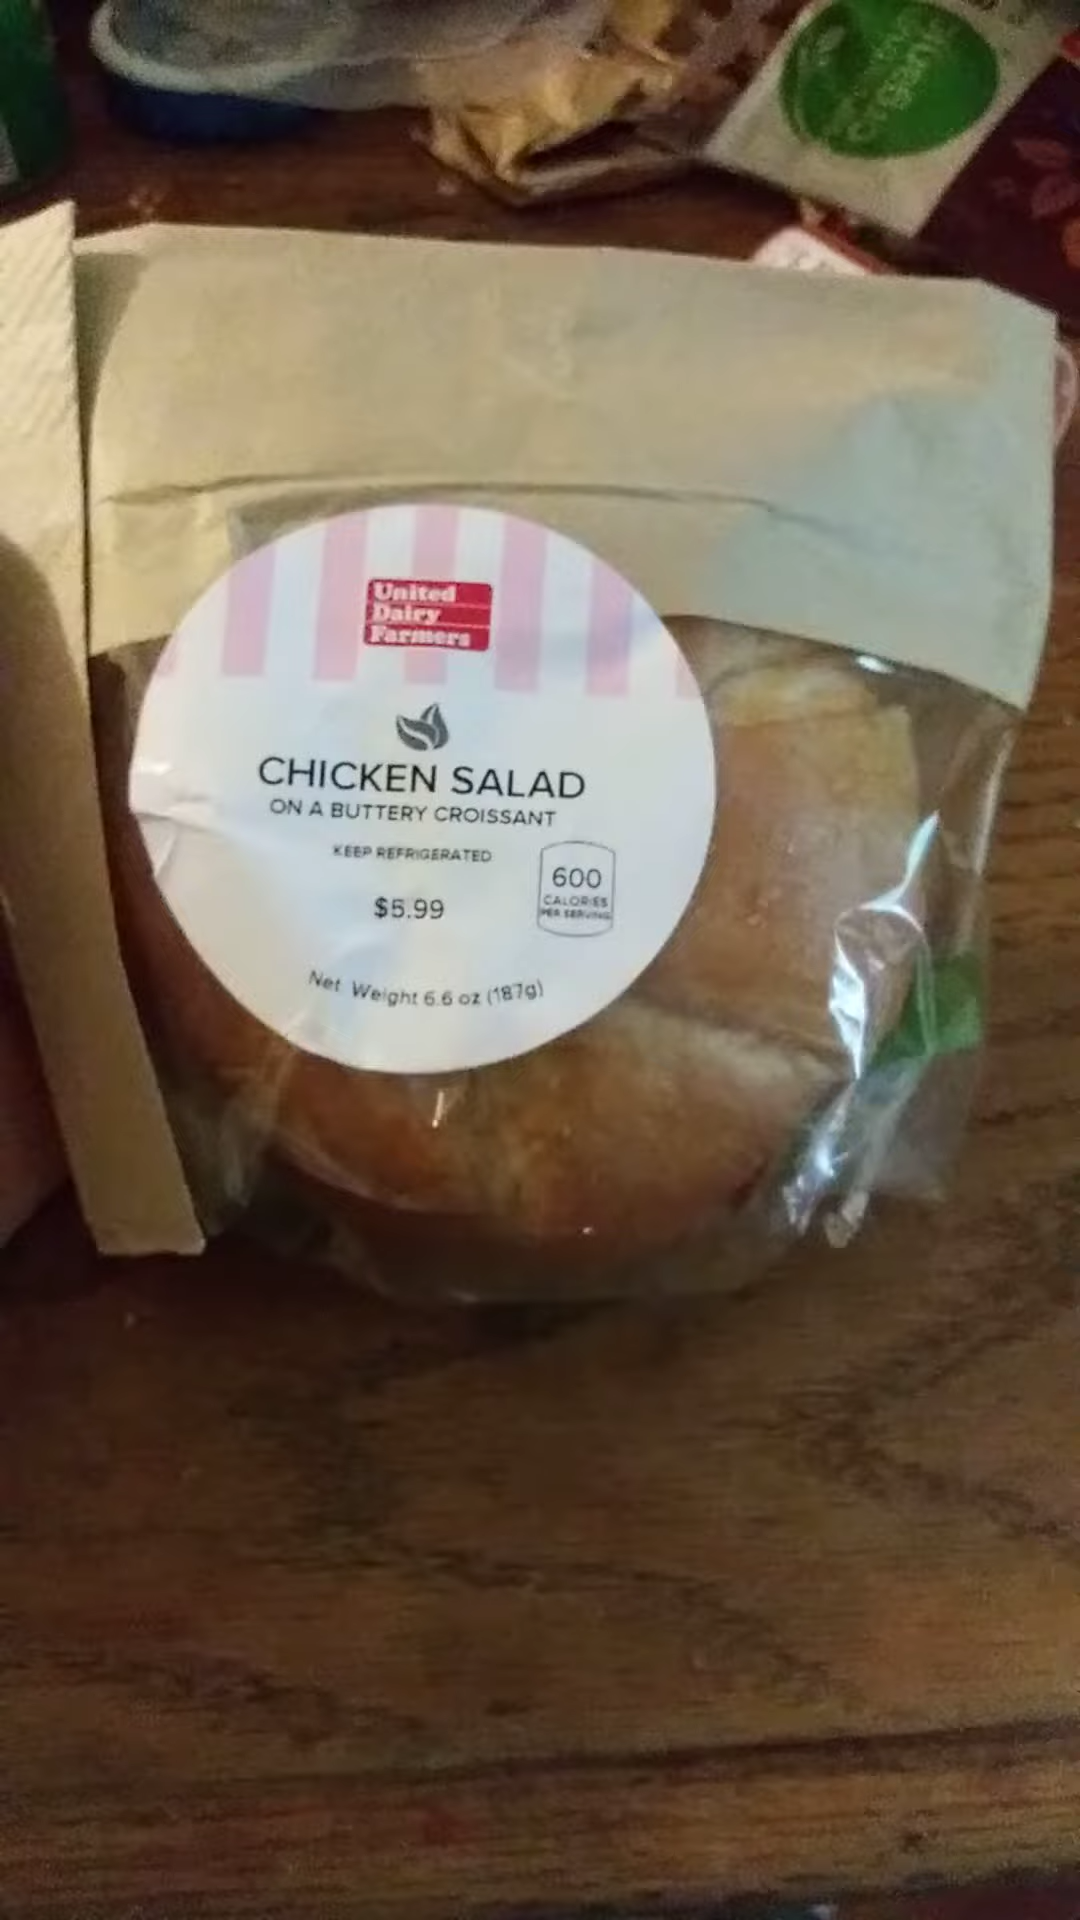 United
Dairy
Farmers
CHICKEN SALAD
ON A BUTTERY CROISSANT
KEEP REFRIGERATED
$5.99
600
CALORIES
PER SERVING
Net Weight 6.6 oz (187g)